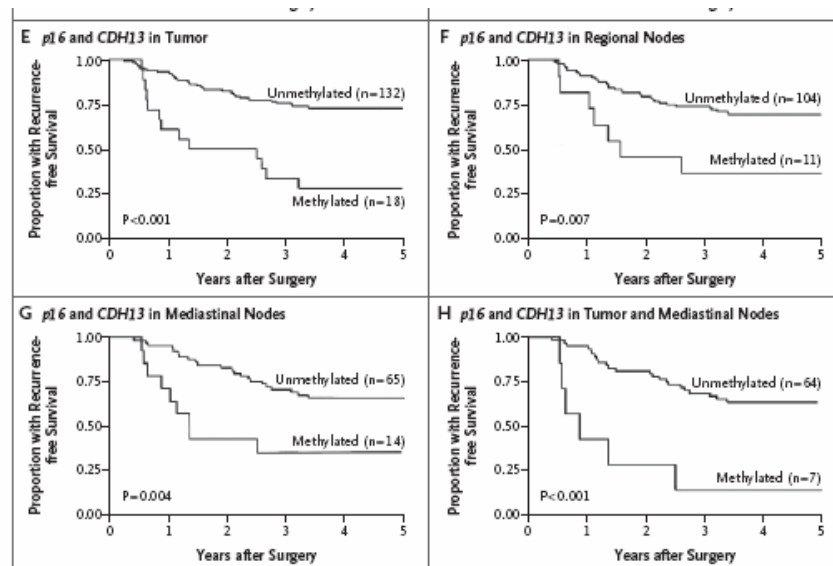 E p16 and CDH13 in Tumor
1.00
0.75
0.50
0.25
0.00
Proportion with Recurrence-
free Survival
Unmethylated (n=132)
Methylated (n=18)
P<0.001
0 1 2 3 4 5
Years after Surgery
F p16 and CDH13 in Regional Nodes
1.00
0.75
0.50
0.25
0.00
Proportion with Recurrence-
free Survival
Unmethylated (n=104)
Methylated (n=11)
P=0.007
0 1 2 3 4 5
Years after Surgery
G p16 and CDH13 in Mediastinal Nodes
1.00
0.75
0.50
0.25
0.00
Proportion with Recurrence-
free Survival
Unmethylated (n=65)
Methylated (n=14)
P=0.004
0 1 2 3 4 5
Years after Surgery
H p16 and CDH13 in Tumor and Mediastinal Nodes
1.00
0.75
0.50
0.25
0.00
Proportion with Recurrence-
free Survival
Unmethylated (n=64)
Methylated (n=7)
P<0.001
0 1 2 3 4 5
Years after Surgery